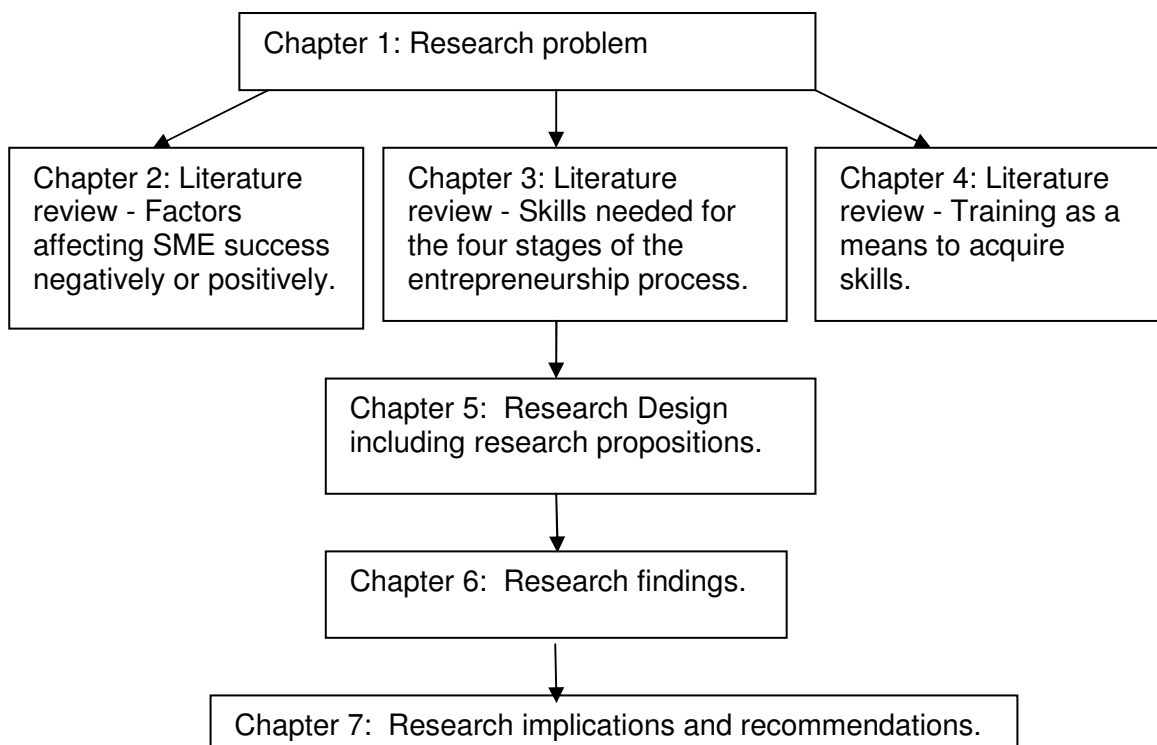 Chapter 1: Research problem
Chapter 2: Literature
review - Factors
affecting SME success
negatively or positively.
Chapter 3: Literature
review - Skills needed for
the four stages of the
entrepreneurship process.
Chapter 4: Literature
review - Training as a
means to acquire
skills.
Chapter 5:  Research Design
including research propositions.
Chapter 6:  Research findings.
Chapter 7:  Research implications and recommendations.